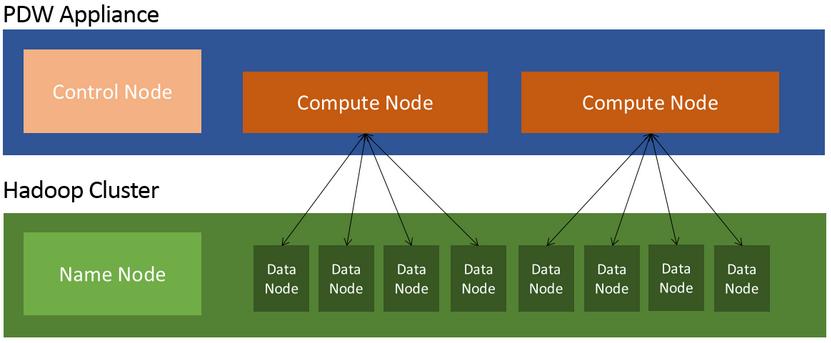 PDW Appliance
Control Node
Compute Node
Compute Node
Hadoop Cluster
Name Node
Data
Node
Data
Node
Data
Node
Data
Node
Data
Node
Data
Node
Data
Node
Data
Node